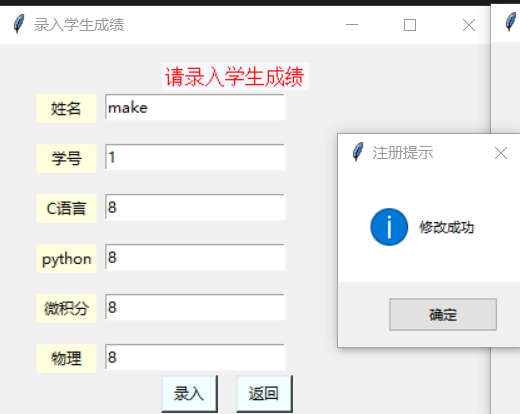 录入学生成绩
请录入学生成绩
姓名 make
学号 1
C语言 8
python 8
微积分 8
物理 8
录入 返回
注册提示
修改成功
确定